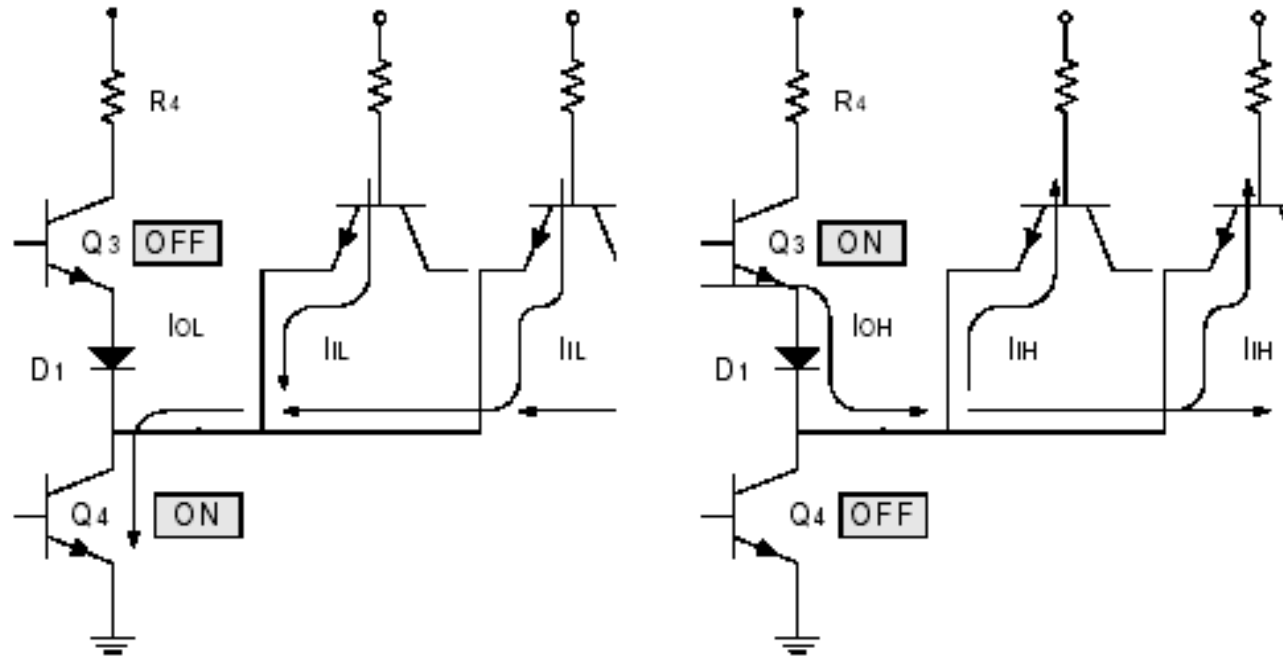 R4
R4
Q3 OFF
Q3 ON
IOL
IIL
IIL
IOH
IIH
IIH
D1
D1
Q4 ON
Q4 OFF